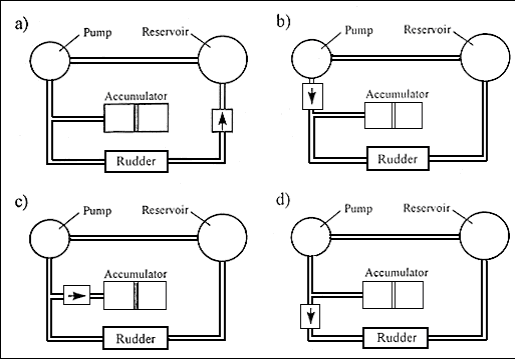 a)
Pump
Reservoir
Accumulator
Rudder
b)
Pump
Reservoir
Accumulator
Rudder
c)
Pump
Reservoir
Accumulator
Rudder
d)
Pump
Reservoir
Accumulator
Rudder